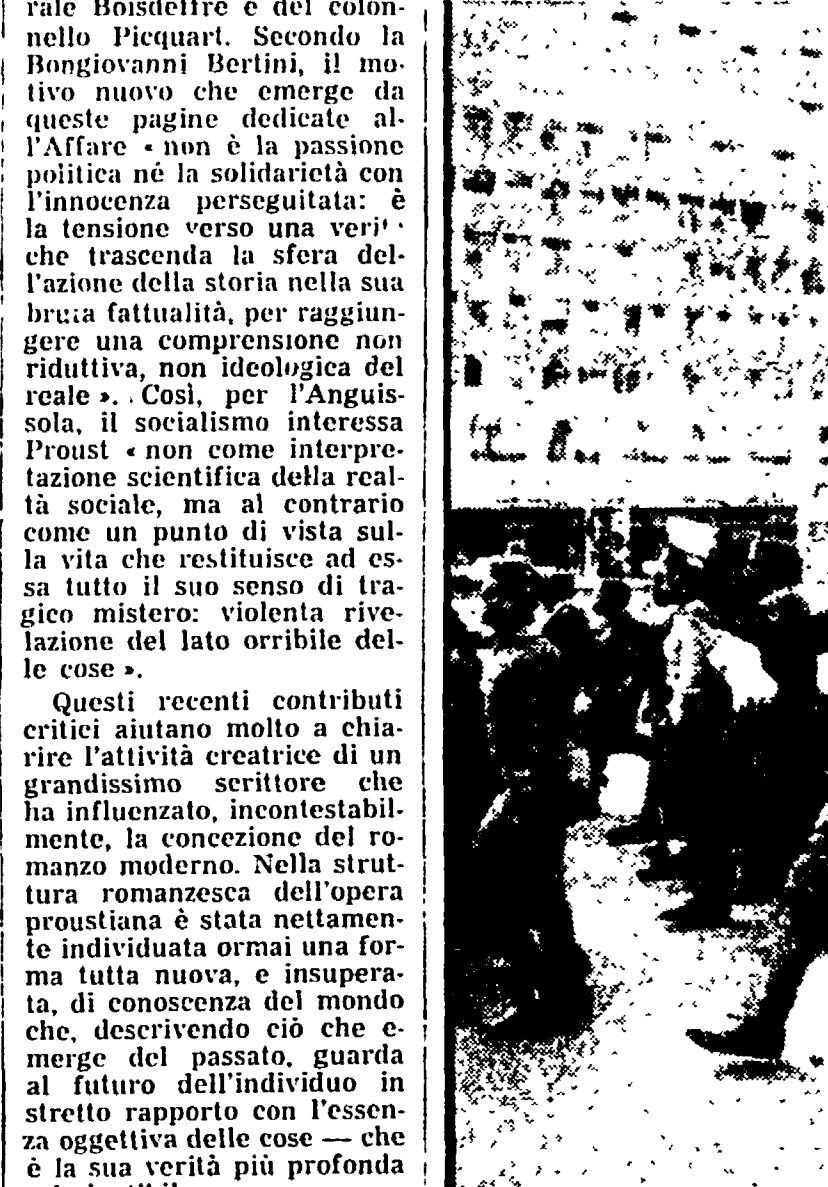 rale Boisdeffre e del colon-
nello Picquart. Secondo la
Bongiovanni Bertini, il mo-
tivo nuovo che emerge da
queste pagine dedicate al-
l'Affare « non è la passione
politica né la solidarietà con
l'innocenza perseguitata: è
la tensione verso una
che trascenda la sfera del-
l'azione della storia nella sua
bruta fattualità, per raggiun-
gere una comprensione non
riduttiva, non ideologica del
reale ». Così, per l'Anguis-
sola, il socialismo interessa
Proust « non come interpre-
tazione scientifica della real-
tà sociale, ma al contrario
come un punto di vista sul-
la vita che restituisce ad es-
sa tutto il suo senso di tra-
gico mistero: violenta rive-
lazione del lato orribile del-
le cose ».
Questi recenti contributi
critici aiutano molto a chia-
rire l'attività creatrice di un
grandissimo scrittore che
ha influenzato, incontestabil-
mente, la concezione del ro-
manzo moderno. Nella strut-
tura romanzesca dell'opera
proustiana è stata nettamen-
te individuata ormai una for-
ma tutta nuova, e insupera-
ta, di conoscenza del mondo
che, descrivendo ciò che e-
merge del passato, guarda
al futuro dell'individuo in
stretto rapporto con l'essen-
za oggettiva delle cose — che
è la sua verità più profonda